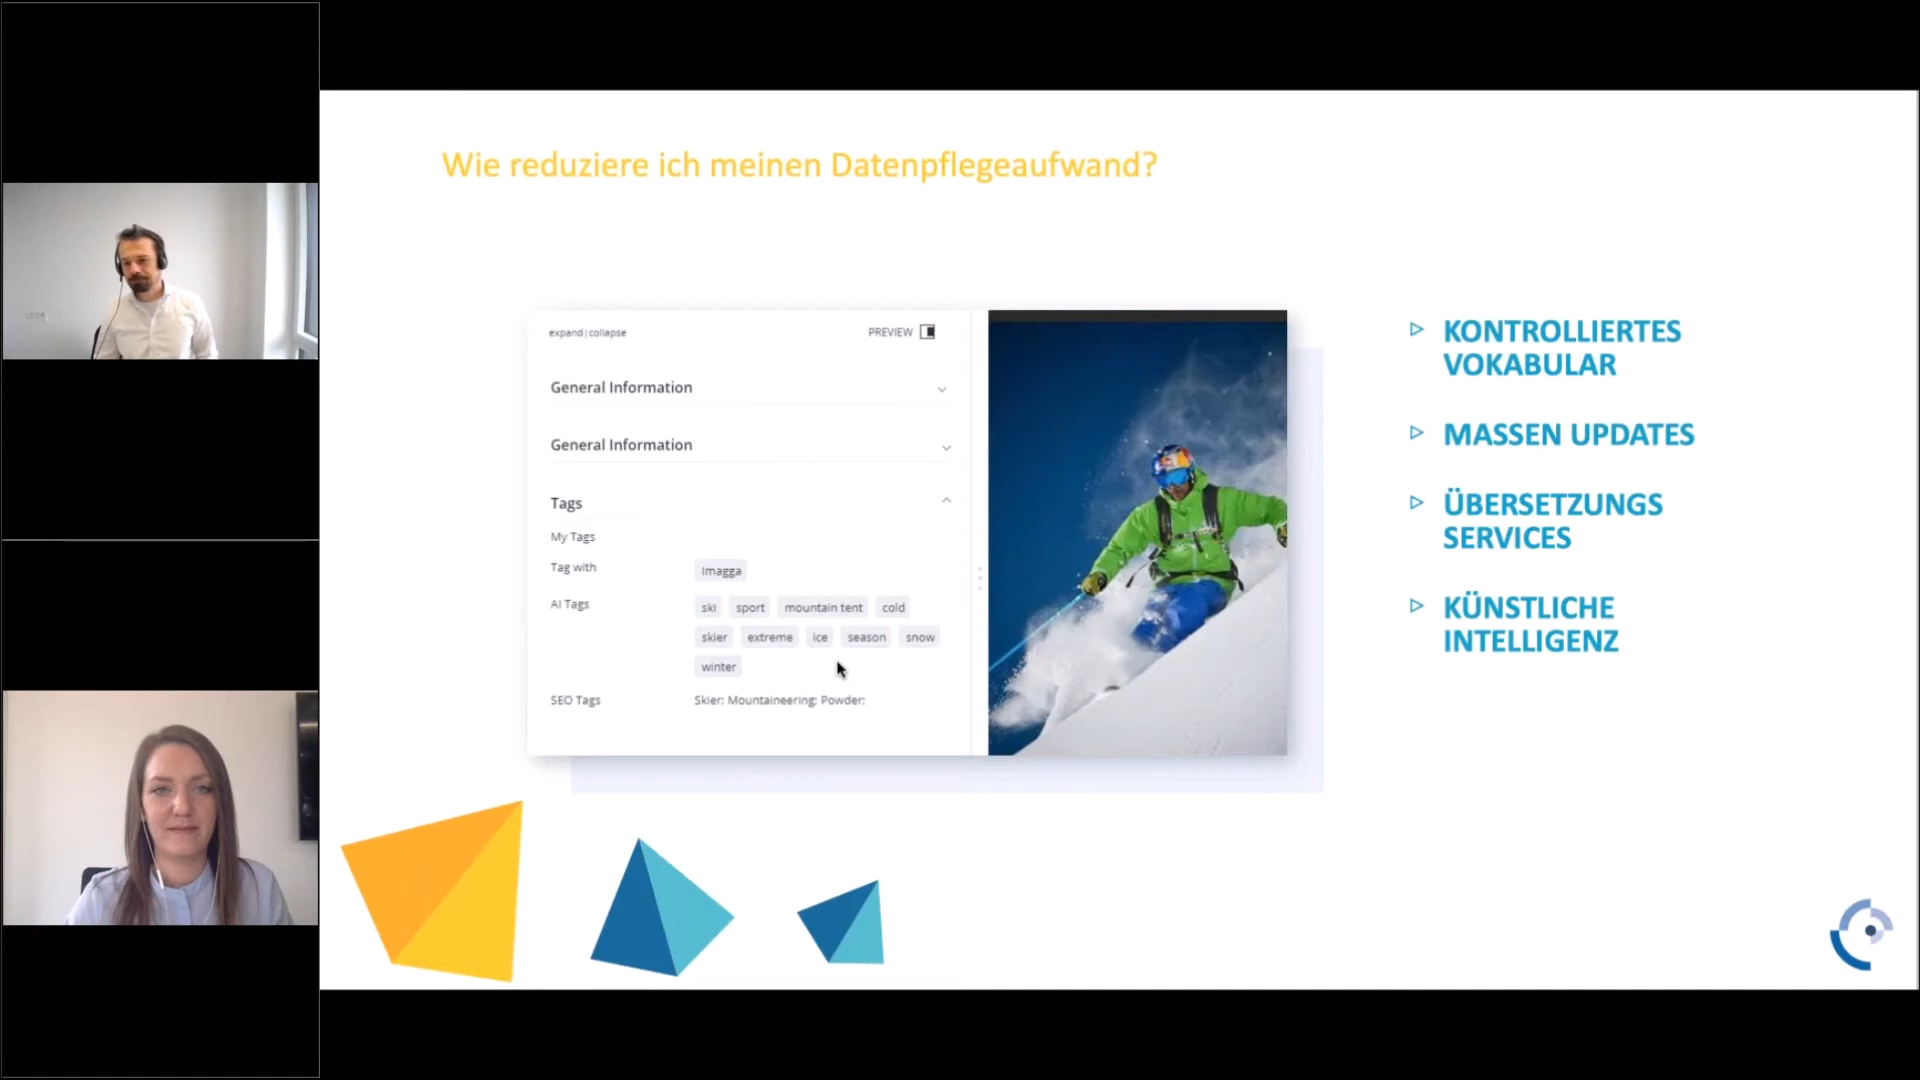 Wie reduziere ich meinen Datenpflegeaufwand?
expand|collapse
PREVIEW
General Information
General Information
Tags
My Tags
Tag with
Imagga
AI Tags
ski sport mountain tent cold
skier extreme ice season snow
winter
SEO Tags
Skier; Mountaineering; Powder;
KONTROLLIERTES
VOKABULAR
MASSEN UPDATES
ÜBERSETZUNGS
SERVICES
KÜNSTLICHE
INTELLIGENZ